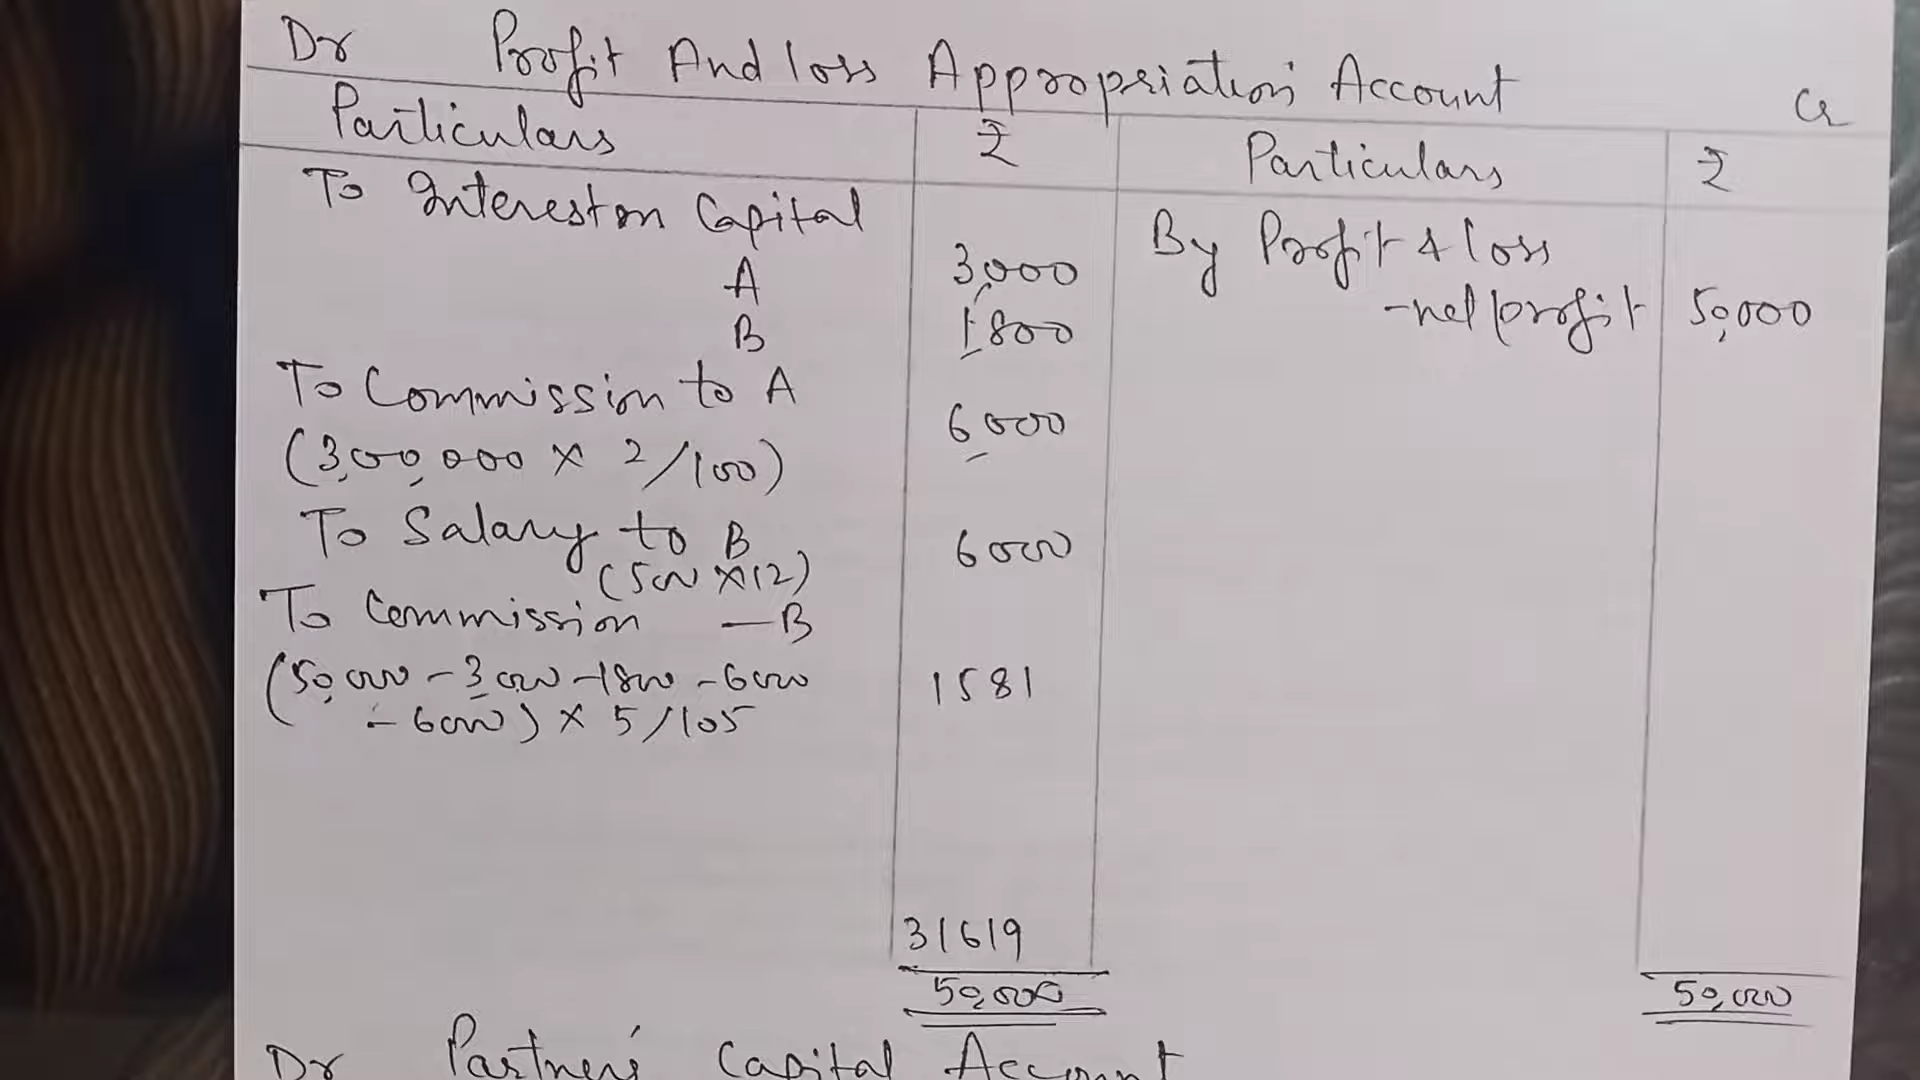 Dr Profit And loss Appropriation Account Cr
Particulars ₹ Particulars ₹
To Interest on Capital
A 3,000
B 1,800
By Profit & loss
- net profit 50,000
To Commission to A 6000
(3,00,000 × 2/100)
To Salary to B 6000
(500 × 12)
To Commission — B
(50,000 - 3,000 - 1800 - 6000 1581
- 6000) × 5/105
31619
50,000 50,000
Dr Partner's Capital Account